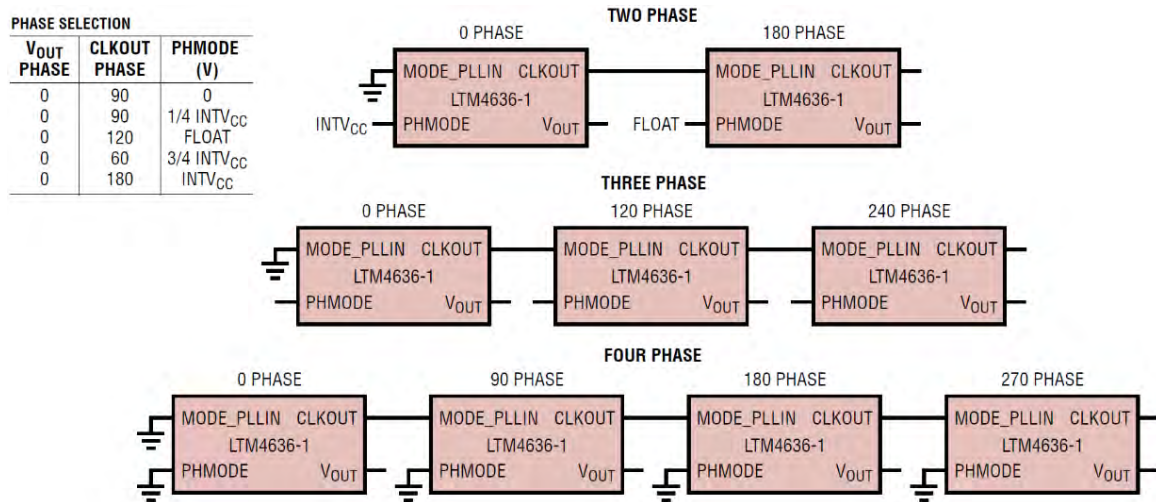 PHASE SELECTION
VOUT PHASE CLKOUT PHASE PHMODE (V)
0 90 0
0 90 1/4 INTVCC
0 120 FLOAT
0 60 3/4 INTVCC
0 180 INTVCC
TWO PHASE
0 PHASE 180 PHASE
MODE_PLLIN CLKOUT MODE_PLLIN CLKOUT
LTM4636-1 LTM4636-1
INTVCC PHMODE VOUT FLOAT PHMODE VOUT
THREE PHASE
0 PHASE 120 PHASE 240 PHASE
MODE_PLLIN CLKOUT MODE_PLLIN CLKOUT MODE_PLLIN CLKOUT
LTM4636-1 LTM4636-1 LTM4636-1
PHMODE VOUT PHMODE VOUT PHMODE VOUT
FOUR PHASE
0 PHASE 90 PHASE 180 PHASE 270 PHASE
MODE_PLLIN CLKOUT MODE_PLLIN CLKOUT MODE_PLLIN CLKOUT MODE_PLLIN CLKOUT
LTM4636-1 LTM4636-1 LTM4636-1 LTM4636-1
PHMODE VOUT PHMODE VOUT PHMODE VOUT PHMODE VOUT